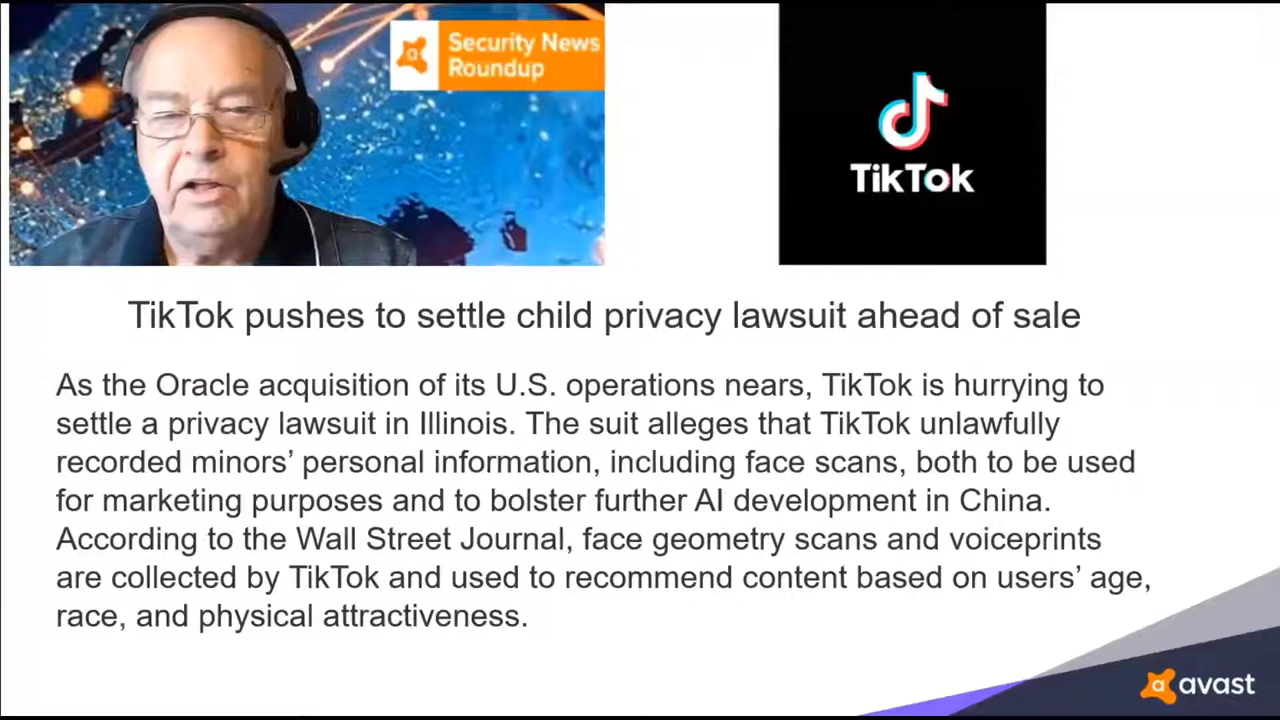 Security News
Roundup
TikTok
TikTok pushes to settle child privacy lawsuit ahead of sale
As the Oracle acquisition of its U.S. operations nears, TikTok is hurrying to
settle a privacy lawsuit in Illinois. The suit alleges that TikTok unlawfully
recorded minors’ personal information, including face scans, both to be used
for marketing purposes and to bolster further AI development in China.
According to the Wall Street Journal, face geometry scans and voiceprints
are collected by TikTok and used to recommend content based on users’ age,
race, and physical attractiveness.
avast